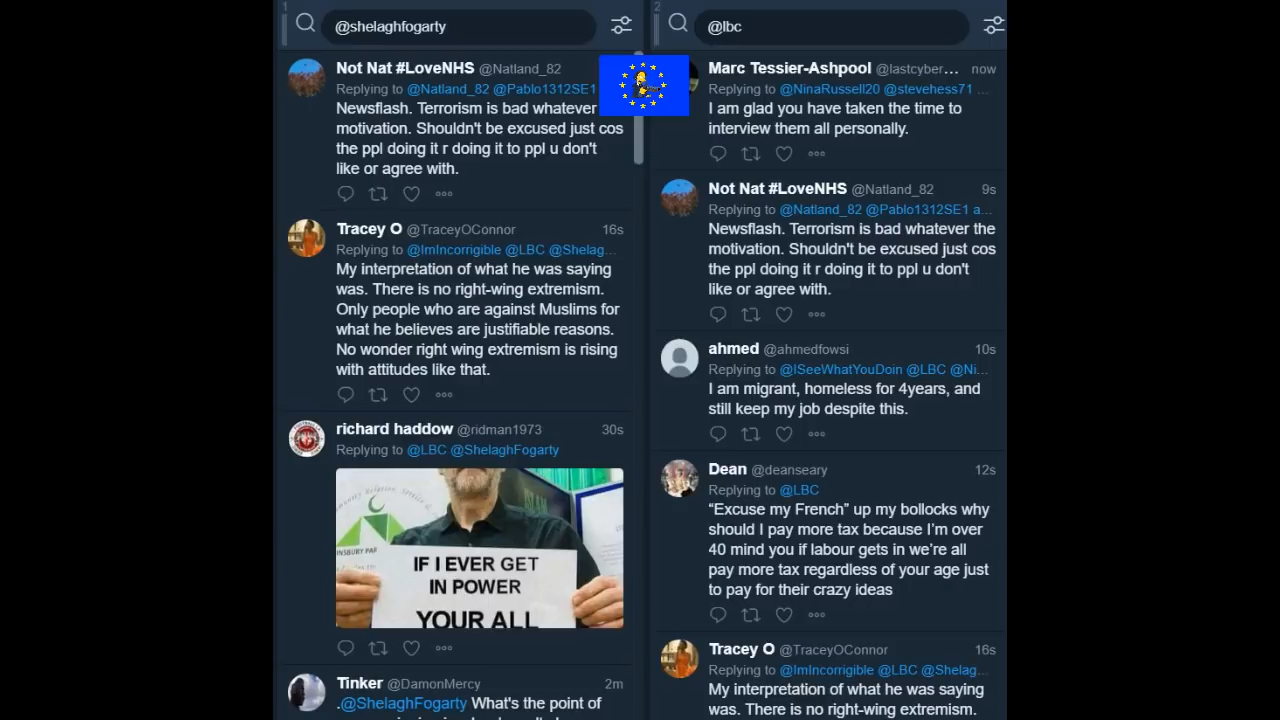 1
@shelaghfogarty
Not Nat #LoveNHS @Natland_82
Replying to @Natland_82 @Pablo1312SE1
Newsflash. Terrorism is bad whatever
motivation. Shouldn't be excused just cos
the ppl doing it r doing it to ppl u don't
like or agree with.
Tracey O @TraceyOConnor 16s
Replying to @ImIncorrigible @LBC @Shelag...
My interpretation of what he was saying
was. There is no right-wing extremism.
Only people who are against Muslims for
what he believes are justifiable reasons.
No wonder right wing extremism is rising
with attitudes like that.
richard haddow @ridman1973 30s
Replying to @LBC @ShelaghFogarty
ISLAM
NSBURY PAR
IF I EVER GET
IN POWER
YOUR ALL
Tinker @DamonMercy 2m
.@ShelaghFogarty What's the point of
2
@lbc
Marc Tessier-Ashpool @lastcyber... now
Replying to @NinaRussell20 @stevehess71 ...
I am glad you have taken the time to
interview them all personally.
Not Nat #LoveNHS @Natland_82 9s
Replying to @Natland_82 @Pablo1312SE1 a...
Newsflash. Terrorism is bad whatever the
motivation. Shouldn't be excused just cos
the ppl doing it r doing it to ppl u don't
like or agree with.
ahmed @ahmedfowsi 10s
Replying to @ISeeWhatYouDoin @LBC @Ni...
I am migrant, homeless for 4years, and
still keep my job despite this.
Dean @deanseary 12s
Replying to @LBC
“Excuse my French” up my bollocks why
should I pay more tax because I’m over
40 mind you if labour gets in we’re all
pay more tax regardless of your age just
to pay for their crazy ideas
Tracey O @TraceyOConnor 16s
Replying to @ImIncorrigible @LBC @Shelag...
My interpretation of what he was saying
was. There is no right-wing extremism.